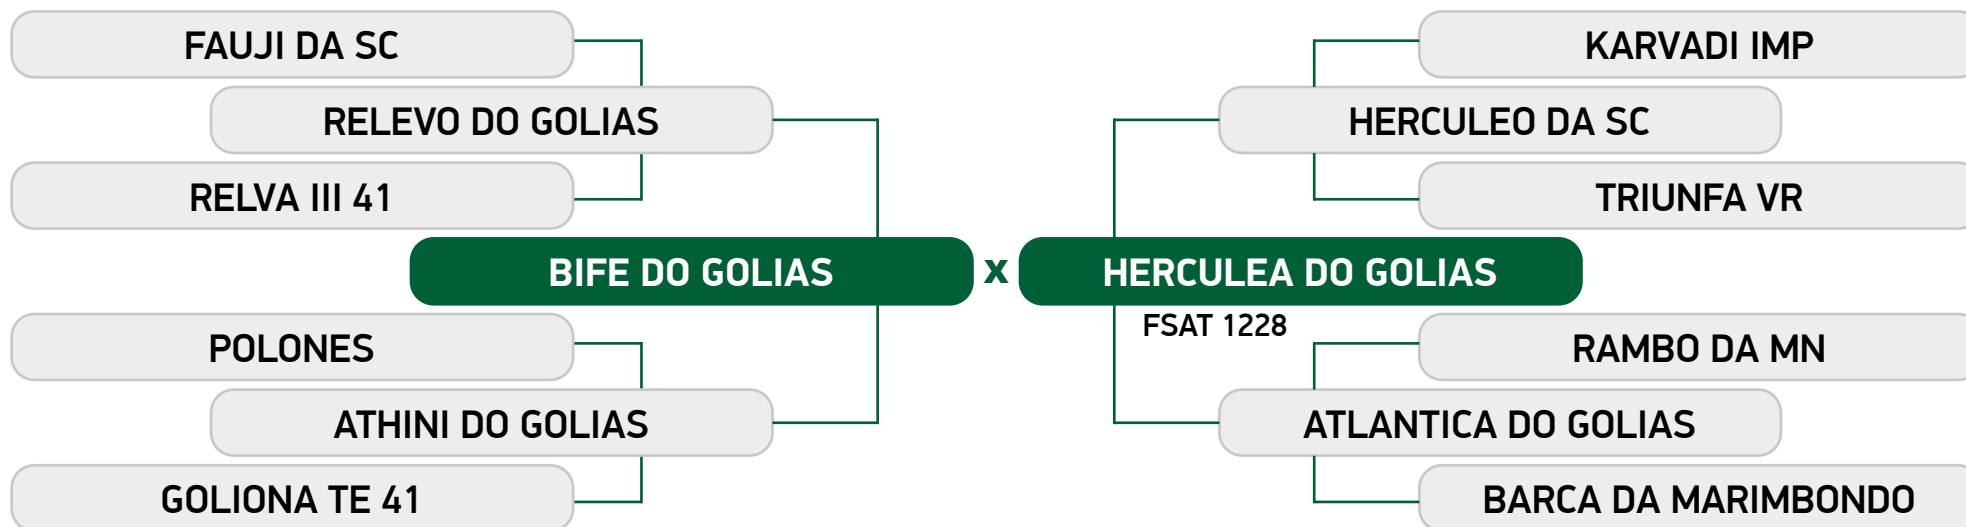 FAUJI DA SC
KARVADI IMP
RELEVO DO GOLIAS
HERCULEO DA SC
RELVA III 41
TRIUNFA VR
BIFE DO GOLIAS x HERCULEA DO GOLIAS
FSAT 1228
POLONES
RAMBO DA MN
ATHINI DO GOLIAS
ATLANTICA DO GOLIAS
GOLIONA TE 41
BARCA DA MARIMBONDO